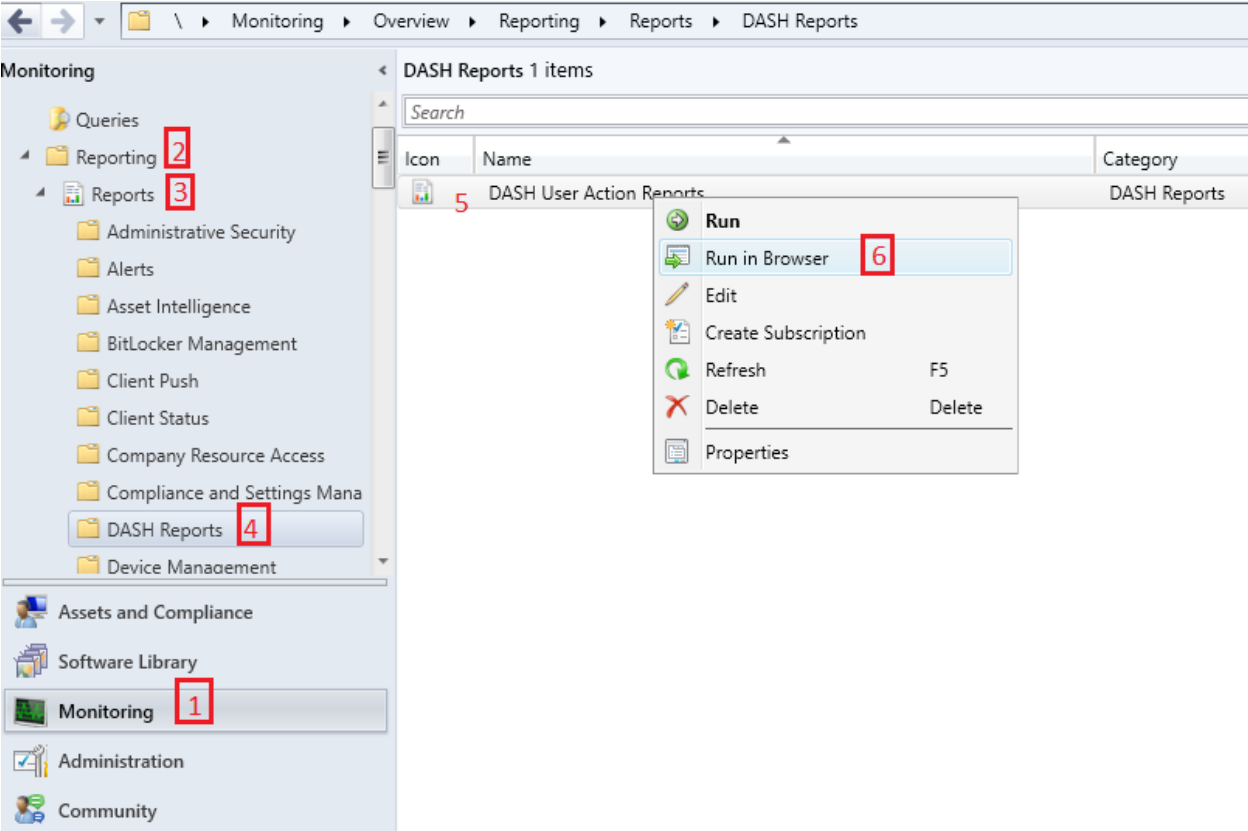 \ Monitoring Overview Reporting Reports DASH Reports
Monitoring
Queries
Reporting 2
Reports 3
Administrative Security
Alerts
Asset Intelligence
BitLocker Management
Client Push
Client Status
Company Resource Access
Compliance and Settings Mana
DASH Reports 4
Device Management
Assets and Compliance
Software Library
Monitoring 1
Administration
Community
DASH Reports 1 items
Search
Icon Name Category
5 DASH User Action Reports DASH Reports
Run
Run in Browser 6
Edit
Create Subscription
Refresh F5
Delete Delete
Properties